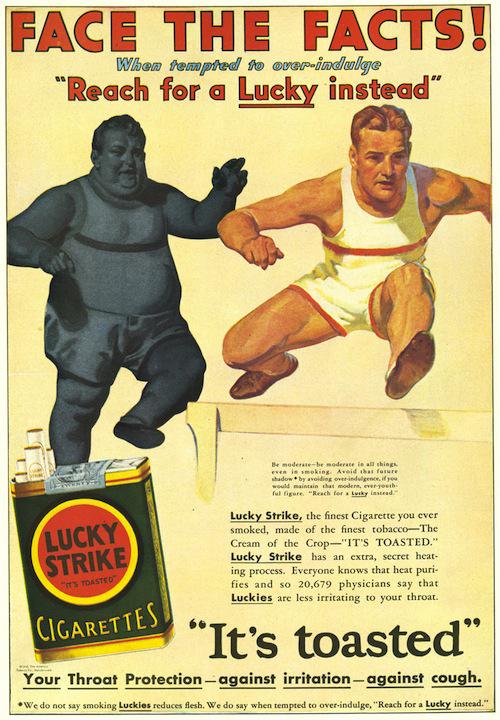 FACE THE FACTS!
When tempted to over-indulge
"Reach for a Lucky instead"
Be moderate—be moderate in all things,
even in smoking. Avoid that future
shadow* by avoiding over-indulgence, if you
would maintain that modern, ever-youth-
ful figure. "Reach for a Lucky instead."
Lucky Strike, the finest Cigarette you ever
smoked, made of the finest tobacco—The
Cream of the Crop—"IT'S TOASTED."
Lucky Strike has an extra, secret heat-
ing process. Everyone knows that heat puri-
fies and so 20,679 physicians say that
Luckies are less irritating to your throat.
LUCKY
STRIKE
"IT'S TOASTED"
CIGARETTES
"It's toasted"
Your Throat Protection—against irritation—against cough.
*We do not say smoking Luckies reduces flesh. We do say when tempted to over-indulge, "Reach for a Lucky instead."